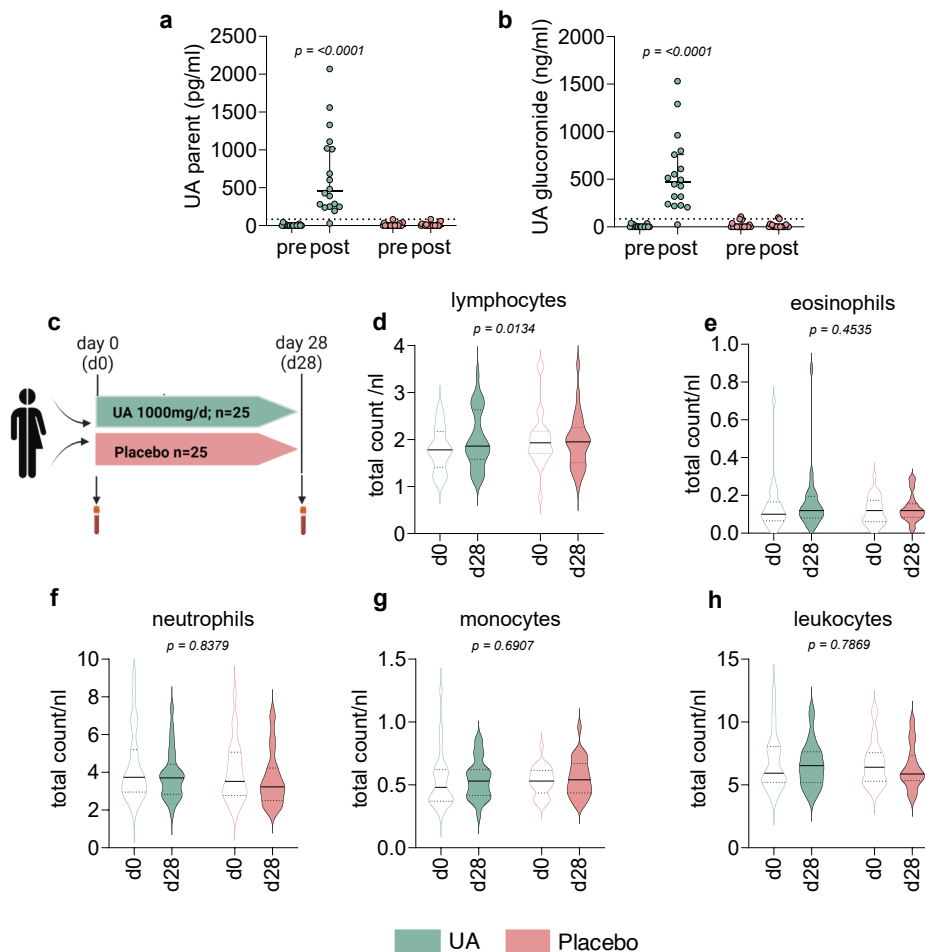 a
UA parent (pg/ml)
2500
2000
1500
1000
500
0
p = <0.0001
pre post
pre post
b
UA glucoronide (ng/ml)
2000
1500
1000
500
0
p = <0.0001
pre post
pre post
c
day 0
(d0)
day 28
(d28)
UA 1000mg/d; n=25
Placebo n=25
d
lymphocytes
p = 0.0134
total count /nl
4
3
2
1
0
d0
d28
d0
d28
e
eosinophils
p = 0.4535
total count/nl
1.0
0.8
0.6
0.4
0.2
0.0
d0
d28
d0
d28
f
neutrophils
p = 0.8379
total count/nl
10
8
6
4
2
0
d0
d28
d0
d28
g
monocytes
p = 0.6907
total count/nl
1.5
1.0
0.5
0.0
d0
d28
d0
d28
h
leukocytes
p = 0.7869
total count/nl
15
10
5
0
d0
d28
d0
d28
UA
Placebo